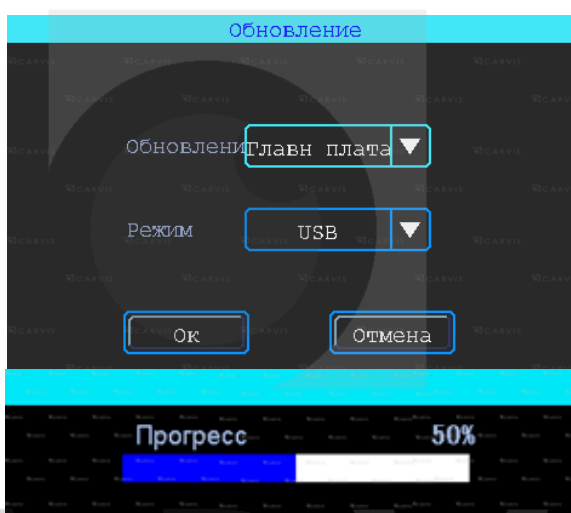 Обновление
Обновлени Главн плата
Режим USB
Ок Отмена
Прогресс 50%